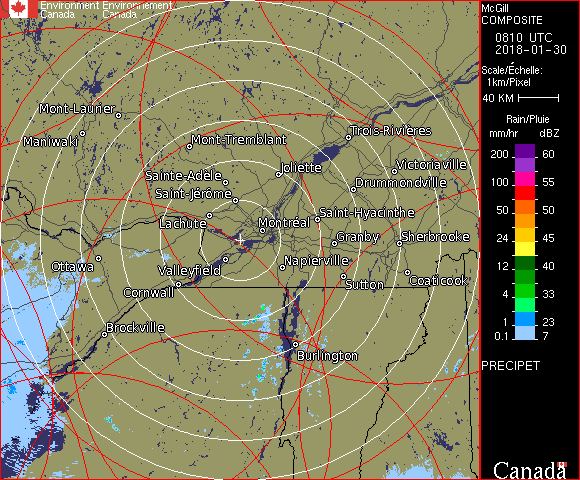 Environment Environnement
Canada Canada
McGill
COMPOSITE
0810 UTC
2018-01-30
Scale/Échelle:
1km/Pixel
40 KM
Rain/Pluie
mm/hr dBZ
200 60
100 55
50 50
24 45
12 40
4 33
1 23
0.1 7
PRECIPET
Canada
Mont-Laurier
Maniwaki
Mont-Tremblant
Trois-Rivières
Sainte-Adèle
Joliette
Victoriaville
Saint-Jérôme
Drummondville
Lachute
Montréal
Saint-Hyacinthe
Granby
Sherbrooke
Ottawa
Valleyfield
Napierville
Cornwall
Sutton
Coaticook
Brockville
Burlington